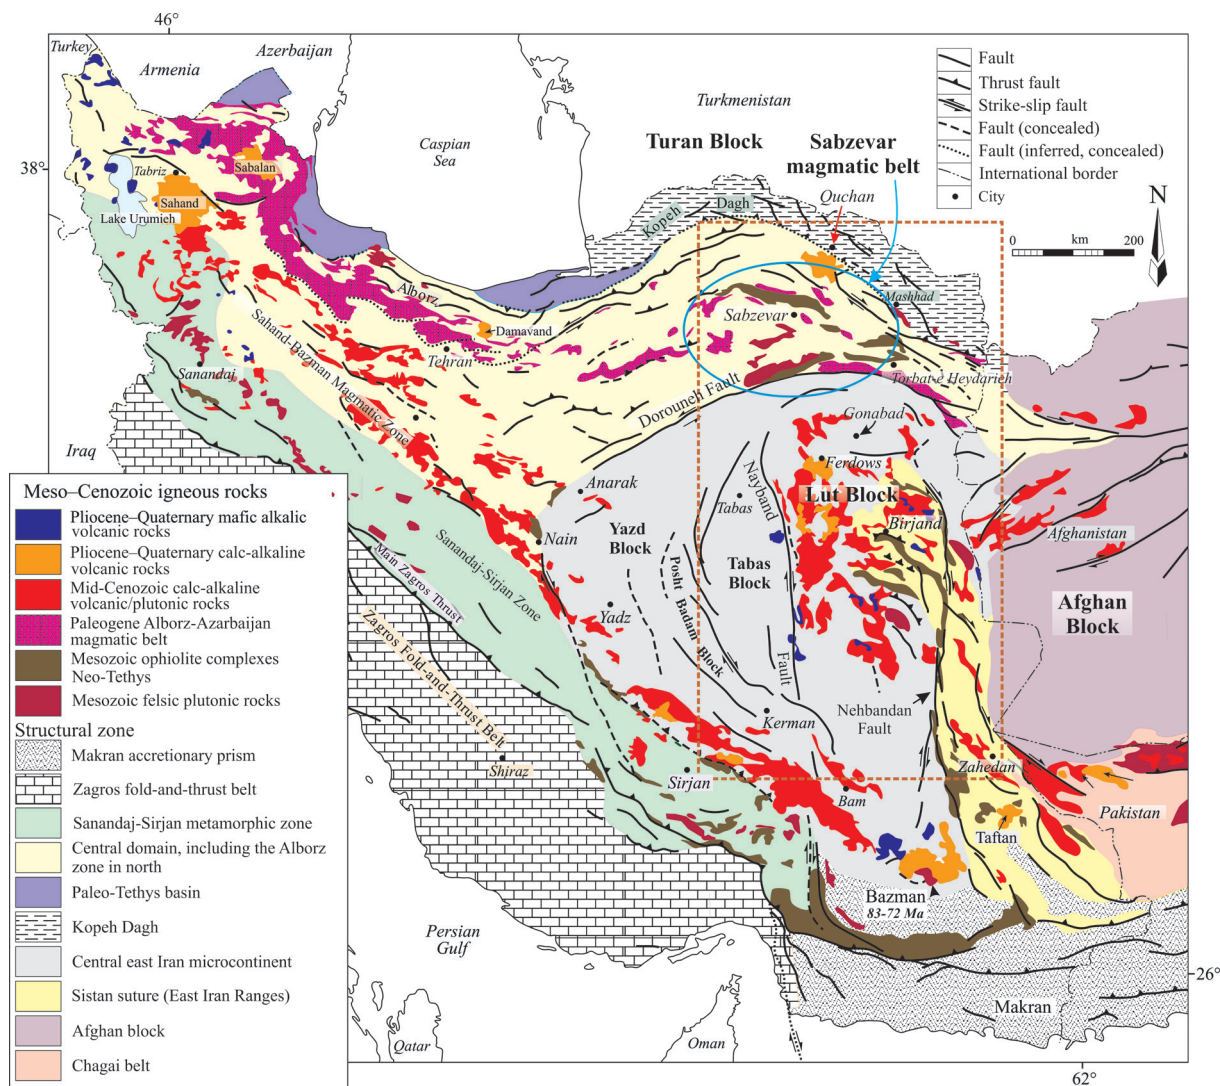 46°
Turkey
Azerbaijan
Armenia
Caspian
Sea
Turkmenistan
Turan Block
Sabzevar
magmatic belt
Fault
Thrust fault
Strike-slip fault
Fault (concealed)
Fault (inferred, concealed)
International border
City
N
0 km 200
38°
Tabriz
Sabalan
Sahand
Lake Urumieh
Kopeh
Dagh
Quchan
Mashhad
Alborz
Damavand
Tehran
Sabzevar
Torbat-e Heydarieh
Sanandaj
Sahand-Bazman Magmatic Zone
Dorouneh Fault
Gonabad
Iraq
Anarak
Nain
Ferdows
Tabas
Nayband
Fault
Lut Block
Birjand
Afghanistan
Yazd
Block
Tabas
Block
Posht Badam Block
Afghan
Block
Yadz
Main Zagros Thrust
Sanandaj-Sirjan Zone
Zagros Fold-and-Thrust Belt
Shiraz
Kerman
Nehbandan
Fault
Sirjan
Bam
Zahedan
Taftan
Pakistan
Bazman
83-72 Ma
Persian
Gulf
Makran
Qatar
Oman
26°
62°
Meso–Cenozoic igneous rocks
Pliocene–Quaternary mafic alkalic
volcanic rocks
Pliocene–Quaternary calc-alkaline
volcanic rocks
Mid-Cenozoic calc-alkaline
volcanic/plutonic rocks
Paleogene Alborz-Azarbaijan
magmatic belt
Mesozoic ophiolite complexes
Neo-Tethys
Mesozoic felsic plutonic rocks
Structural zone
Makran accretionary prism
Zagros fold-and-thrust belt
Sanandaj-Sirjan metamorphic zone
Central domain, including the Alborz
zone in north
Paleo-Tethys basin
Kopeh Dagh
Central east Iran microcontinent
Sistan suture (East Iran Ranges)
Afghan block
Chagai belt